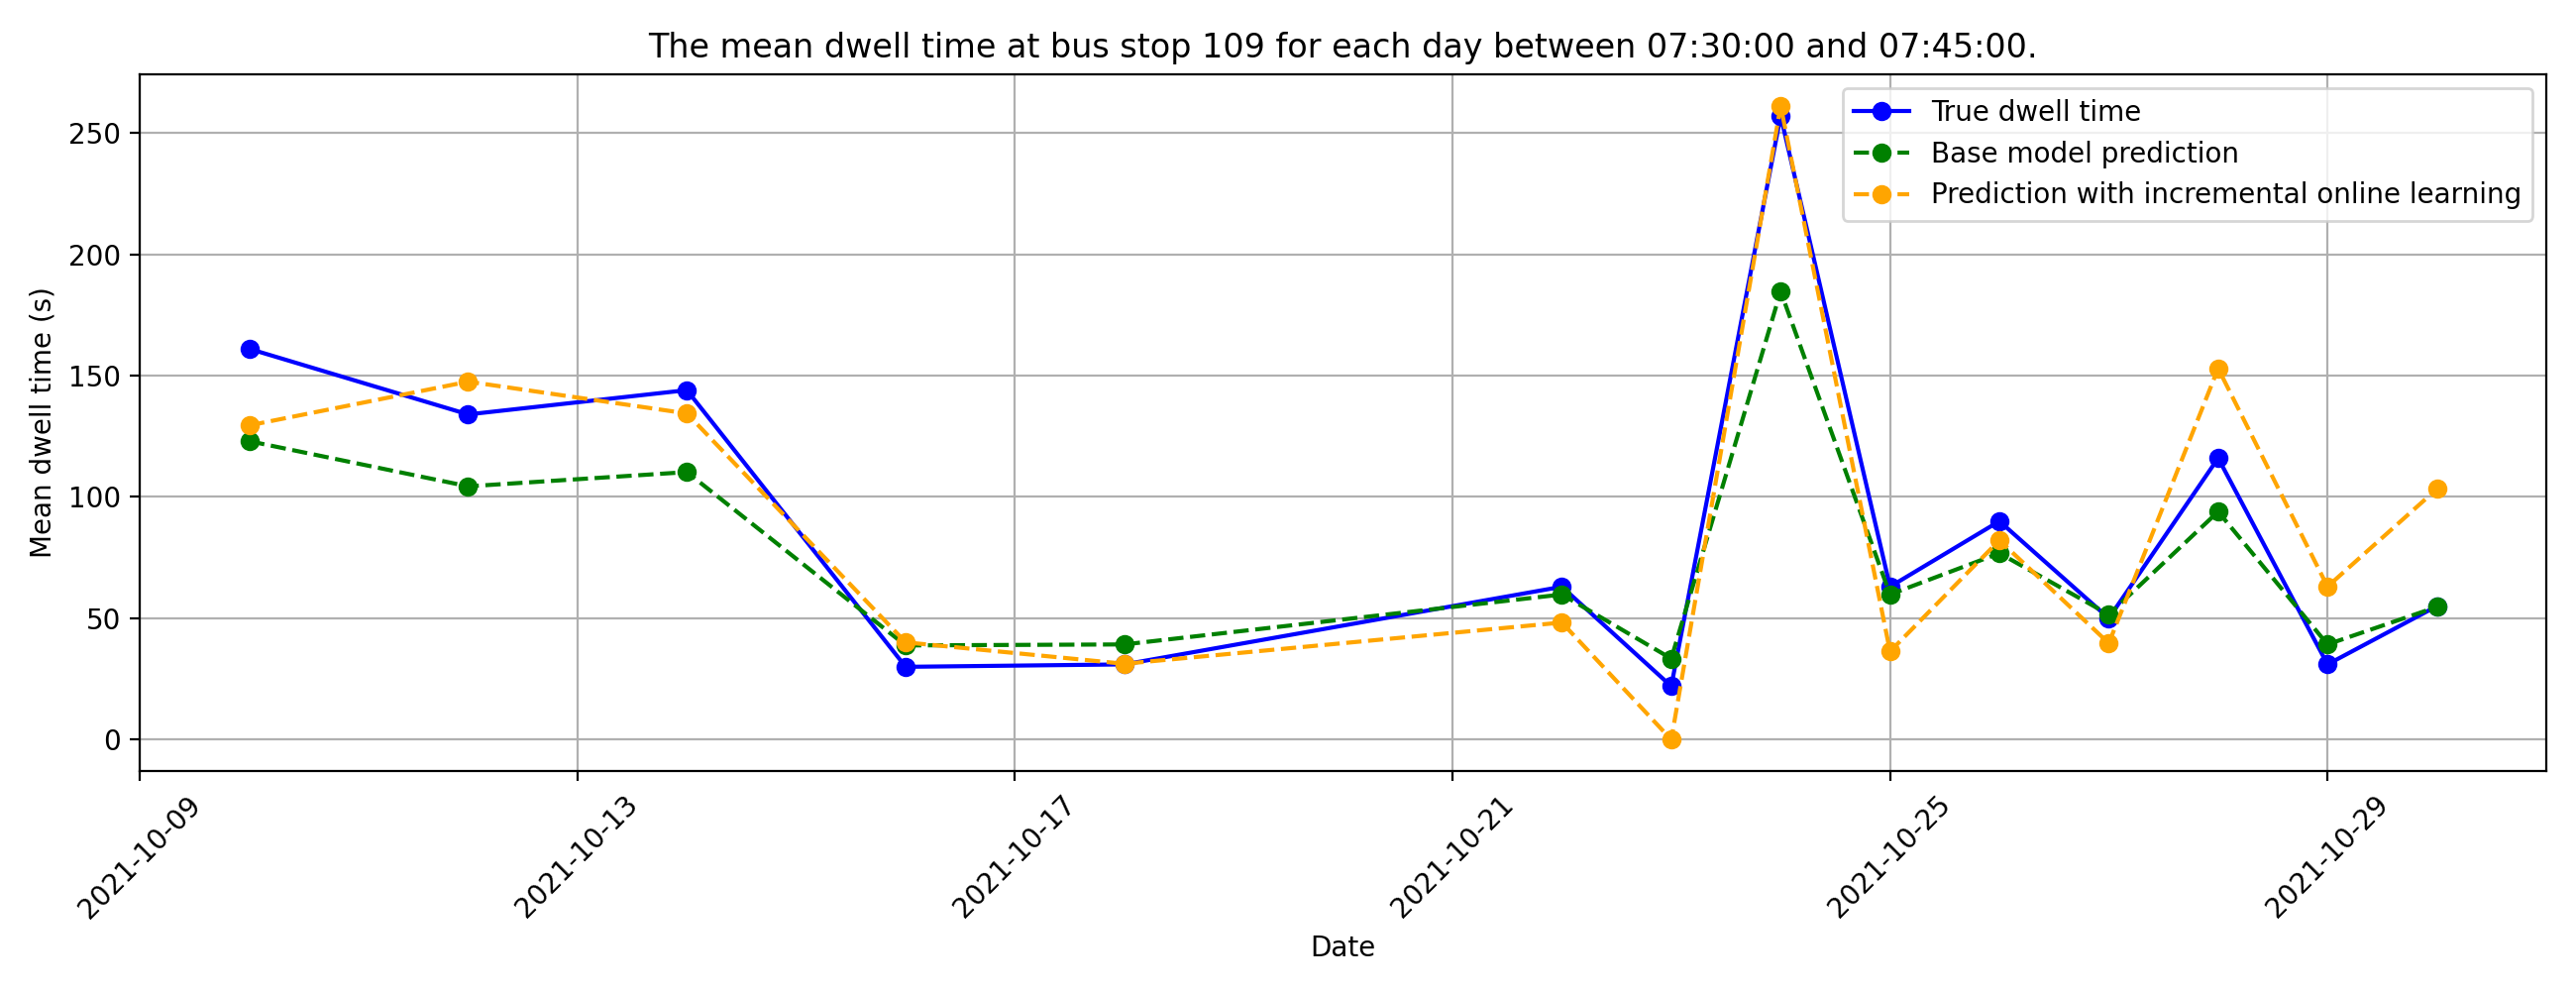 The mean dwell time at bus stop 109 for each day between 07:30:00 and 07:45:00.
True dwell time
Base model prediction
Prediction with incremental online learning
Mean dwell time (s)
250
200
150
100
50
0
2021-10-09
2021-10-13
2021-10-17
2021-10-21
2021-10-25
2021-10-29
Date